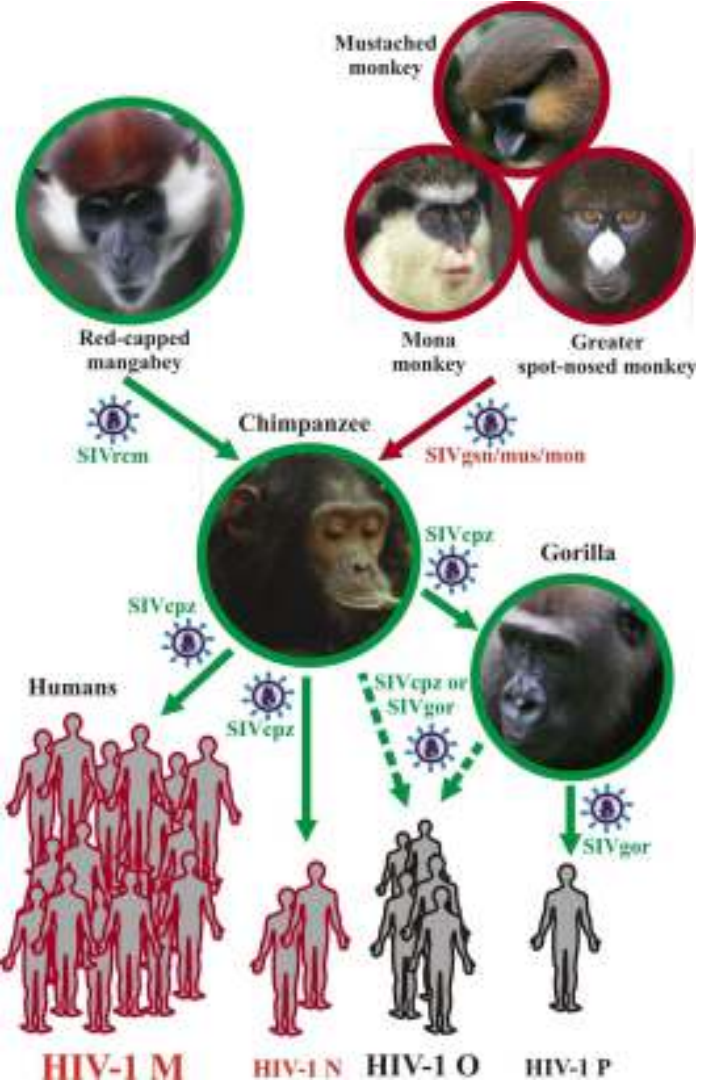 Mustached
monkey
Red-capped
mangabey
Mona
monkey
Greater
spot-nosed monkey
Chimpanzee
SIVrcm
SIVgsn/mus/mon
SIVcpz
Gorilla
SIVcpz
Humans
SIVcpz
SIVcpz or
SIVgor
SIVgor
HIV-1 M
HIV-1 N
HIV-1 O
HIV-1 P